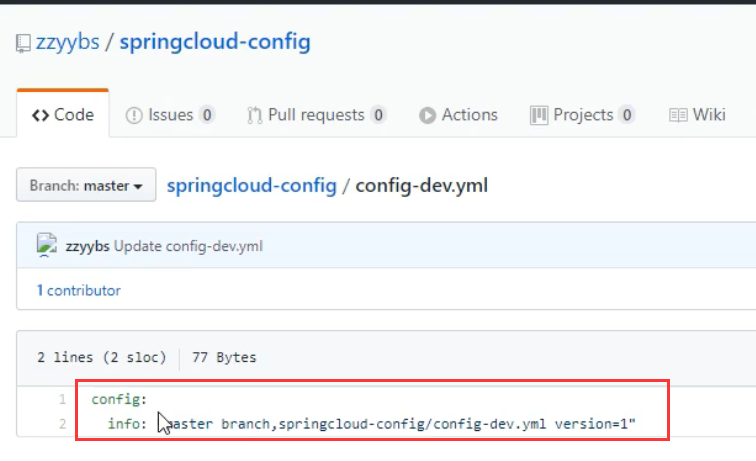 zzyybs / springcloud-config
Code Issues 0 Pull requests 0 Actions Projects 0 Wiki
Branch: master springcloud-config / config-dev.yml
zzyybs Update config-dev.yml
1 contributor
2 lines (2 sloc) 77 Bytes
1 config:
2 info: "master branch,springcloud-config/config-dev.yml version=1"